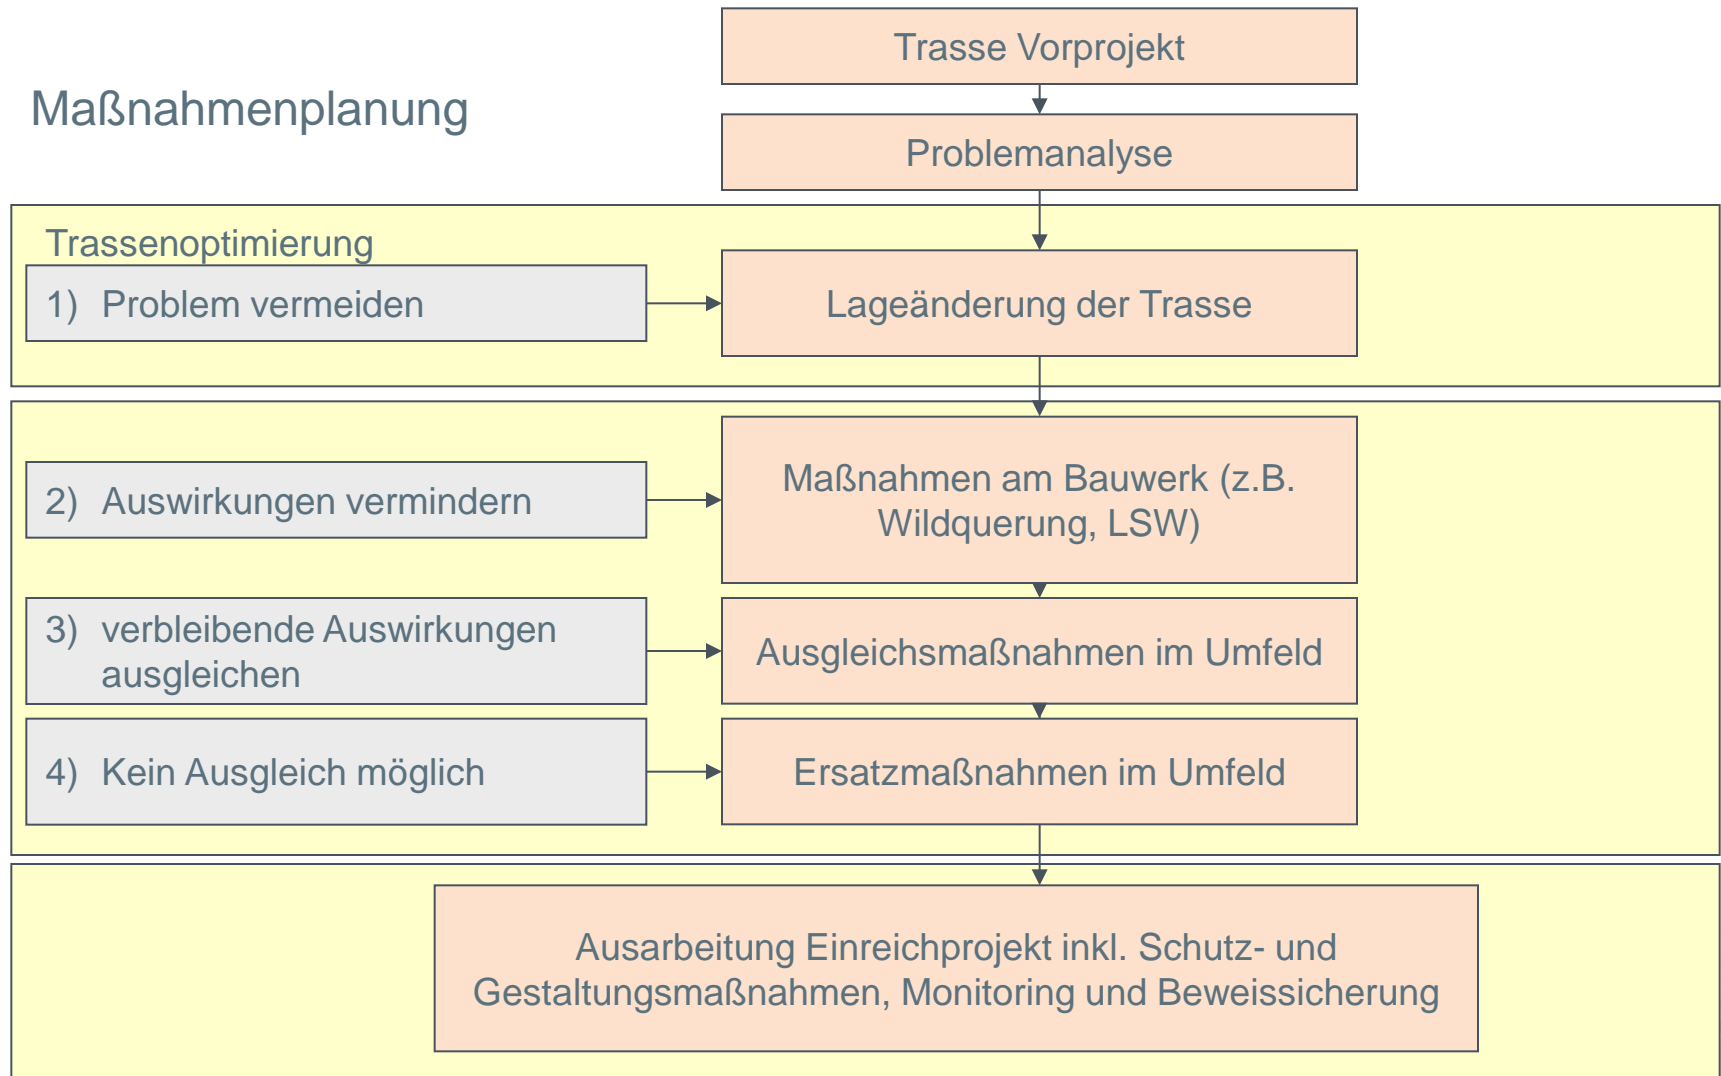 Trasse Vorprojekt
Maßnahmenplanung
Problemanalyse
Trassenoptimierung
1) Problem vermeiden
Lageänderung der Trasse
2) Auswirkungen vermindern
Maßnahmen am Bauwerk (z.B.
Wildquerung, LSW)
3) verbleibende Auswirkungen
ausgleichen
Ausgleichsmaßnahmen im Umfeld
4) Kein Ausgleich möglich
Ersatzmaßnahmen im Umfeld
Ausarbeitung Einreichprojekt inkl. Schutz- und
Gestaltungsmaßnahmen, Monitoring und Beweissicherung